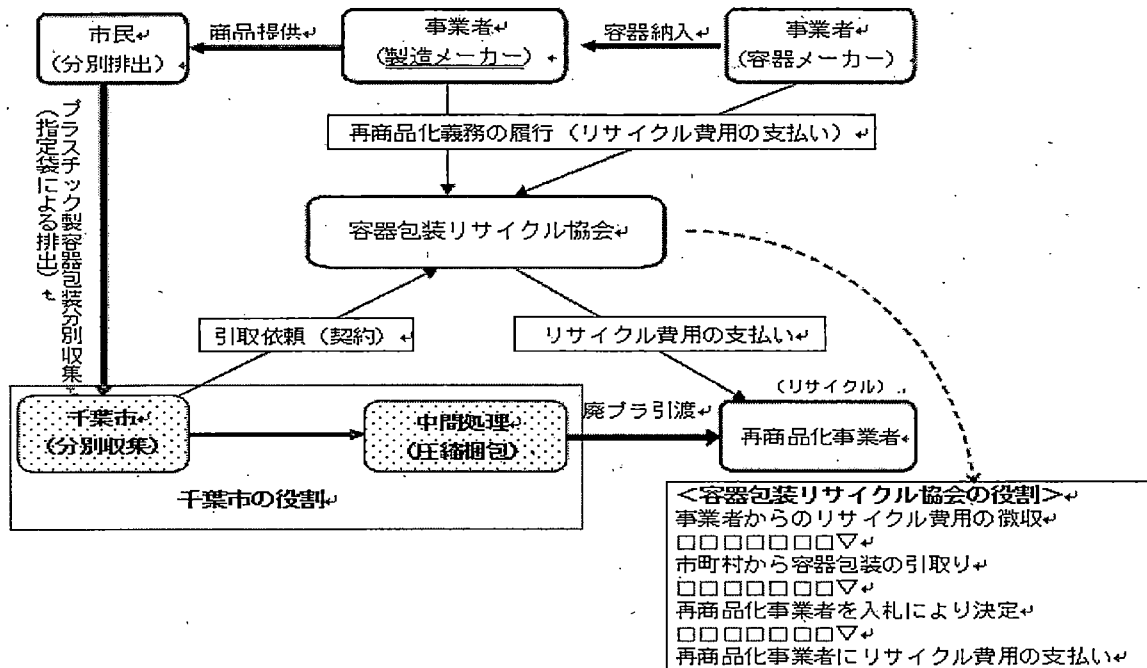 市民↵
(分別排出)
商品提供
事業者↵
(製造メーカー)↵
容器納入
事業者↵
(容器メーカー)
プラスチック製容器包装分別収集↵
(指定袋による排出)↵
再商品化義務の履行(リサイクル費用の支払い)↵
容器包装リサイクル協会↵
引取依頼(契約)↵
リサイクル費用の支払い↵
千葉市↵
(分別収集)
中間処理↵
(圧縮梱包)
千葉市の役割↵
廃プラ引渡
(リサイクル)
再商品化事業者↵
<容器包装リサイクル協会の役割>↵
事業者からのリサイクル費用の徴収
□□□□□□□▽↵
市町村から容器包装の引取り↵
□□□□□□□▽↵
再商品化事業者を入札により決定↵
□□□□□□□▽↵
再商品化事業者にリサイクル費用の支払い↵